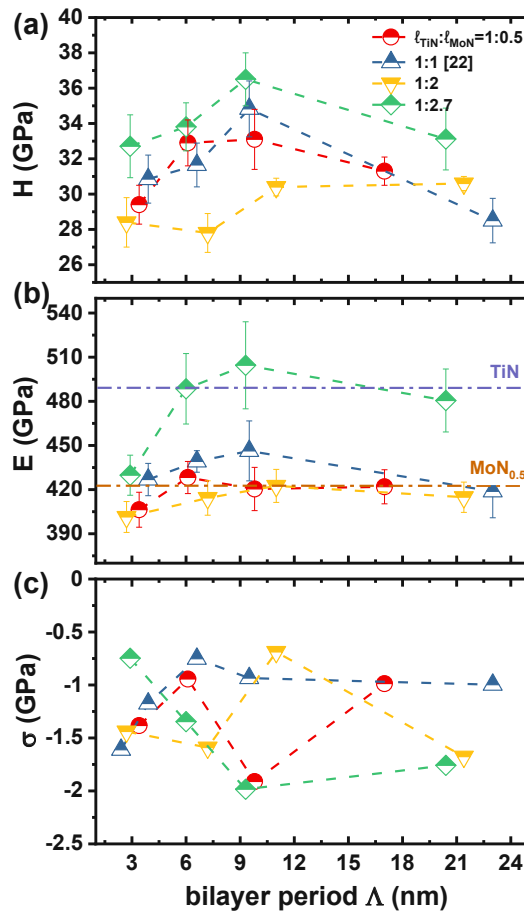 (a)
40
38
36
34
32
30
28
26
H (GPa)
ℓTiN:ℓMoN=1:0.5
1:1 [22]
1:2
1:2.7
(b)
510
480
450
420
390
E (GPa)
TiN
MoN0.5
(c)
0
-0.5
-1
-1.5
-2
-2.5
σ (GPa)
3 6 9 12 15 18 21 24
bilayer period Λ (nm)